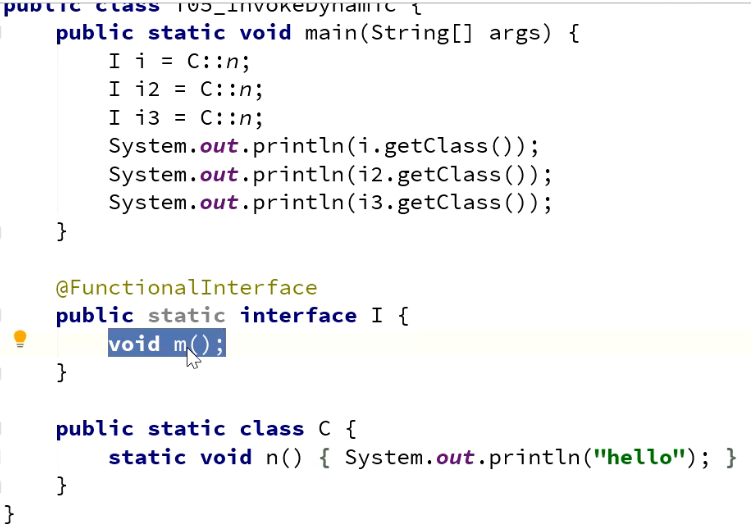 public class T05_InvokeDynamic {
public static void main(String[] args) {
I i = C::n;
I i2 = C::n;
I i3 = C::n;
System.out.println(i.getClass());
System.out.println(i2.getClass());
System.out.println(i3.getClass());
}
@FunctionalInterface
public static interface I {
void m();
}
public static class C {
static void n() { System.out.println("hello"); }
}
}